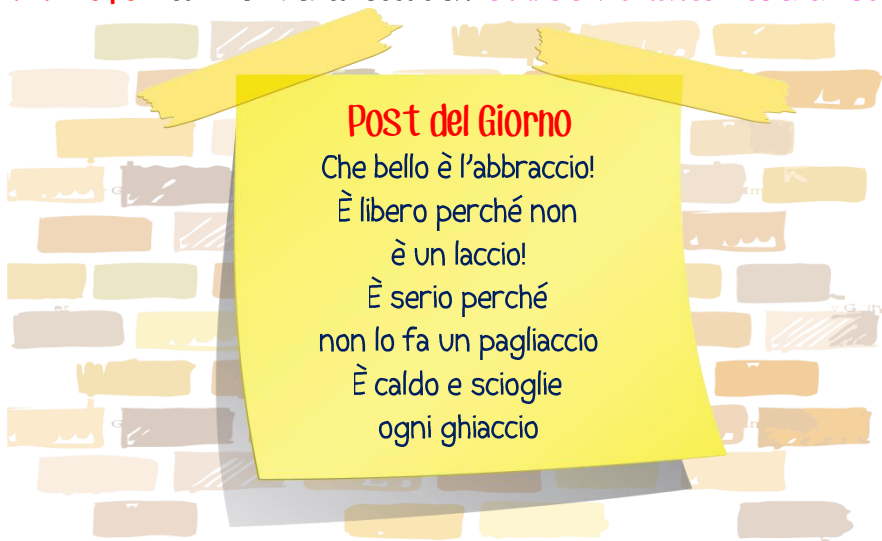 Post del Giorno
Che bello è l'abbraccio!
È libero perché non
è un laccio!
È serio perché
non lo fa un pagliaccio
È caldo e scioglie
ogni ghiaccio